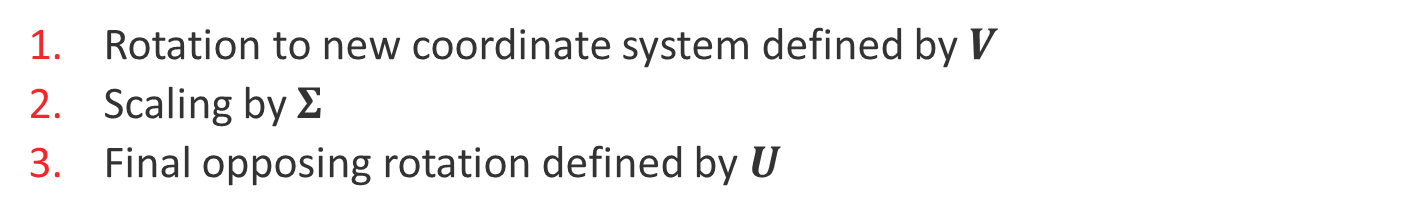 1. Rotation to new coordinate system defined by V
2. Scaling by Σ
3. Final opposing rotation defined by U